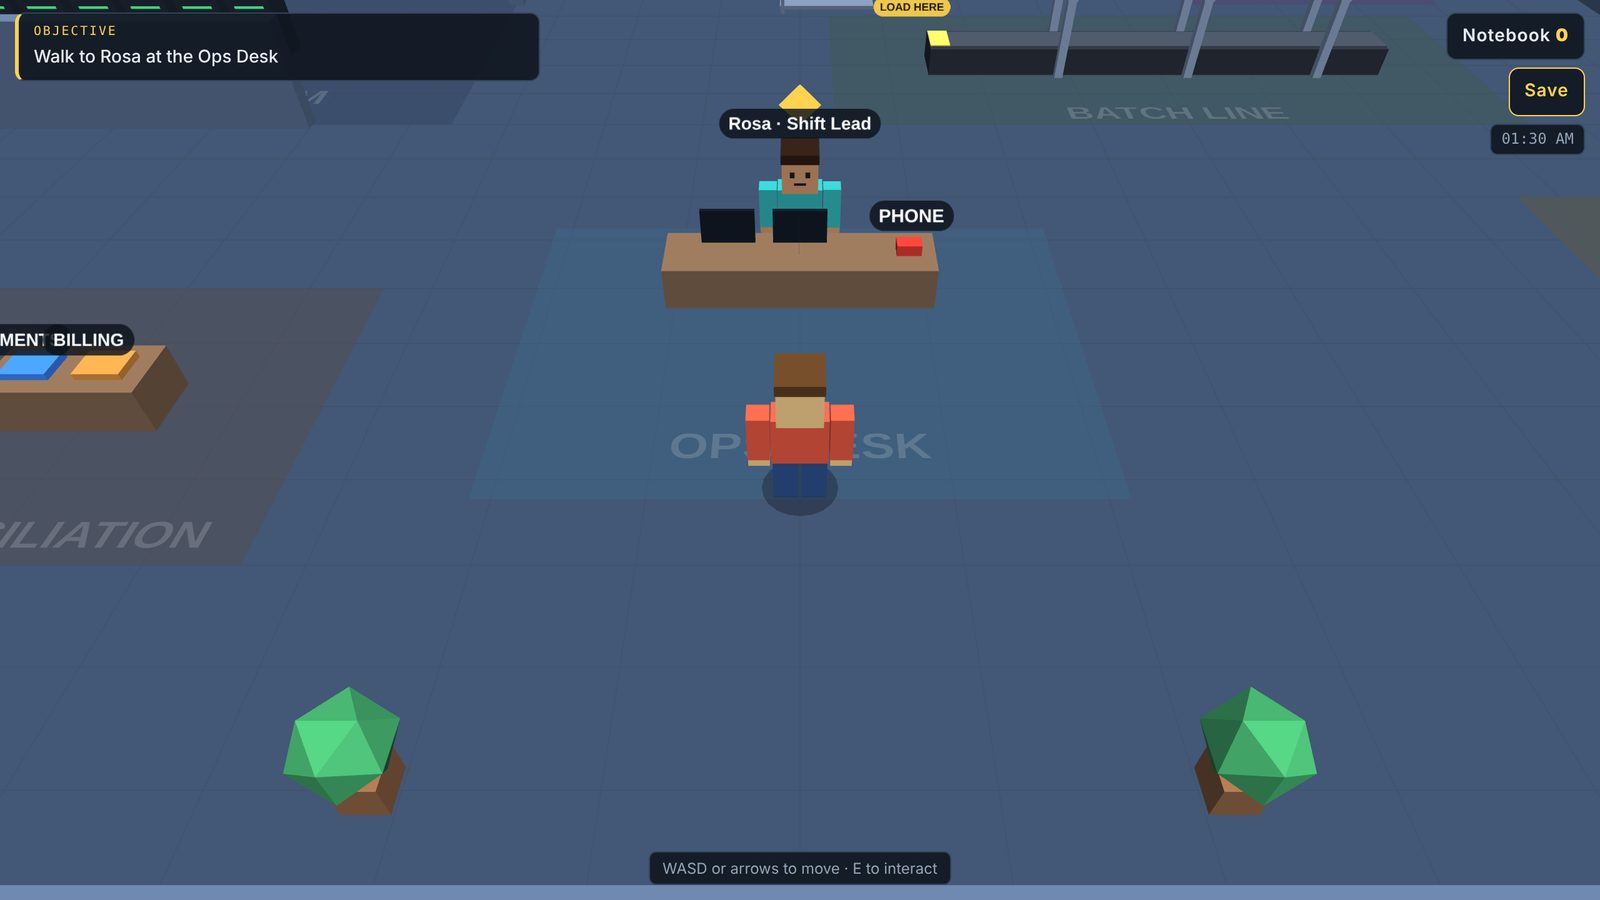 LOAD HERE
OBJECTIVE
Walk to Rosa at the Ops Desk
Notebook 0
Save
01:30 AM
BATCH LINE
Rosa · Shift Lead
PHONE
BILLING
WASD or arrows to move · E to interact